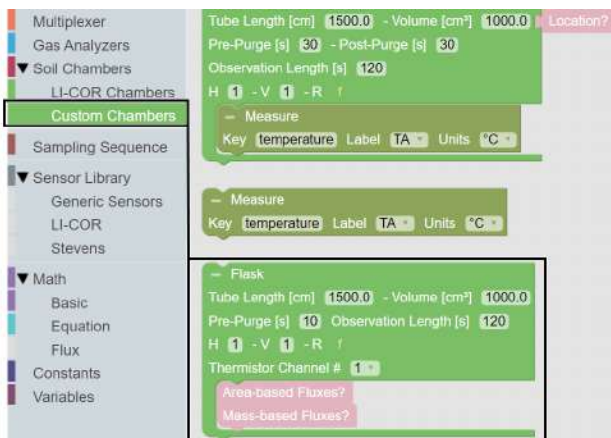 Multiplexer
Gas Analyzers
▼ Soil Chambers
LI-COR Chambers
Custom Chambers
Sampling Sequence
▼ Sensor Library
Generic Sensors
LI-COR
Stevens
▼ Math
Basic
Equation
Flux
Constants
Variables
Tube Length [cm] 1500.0 - Volume [cm³] 1000.0 Location?
Pre-Purge [s] 30 - Post-Purge [s] 30
Observation Length [s] 120
H 1 - V 1 - R f
− Measure
Key temperature Label TA Units °C
− Measure
Key temperature Label TA Units °C
− Flask
Tube Length [cm] 1500.0 - Volume [cm³] 1000.0
Pre-Purge [s] 10 Observation Length [s] 120
H 1 - V 1 - R f
Thermistor Channel # 1
Area-based Fluxes?
Mass-based Fluxes?